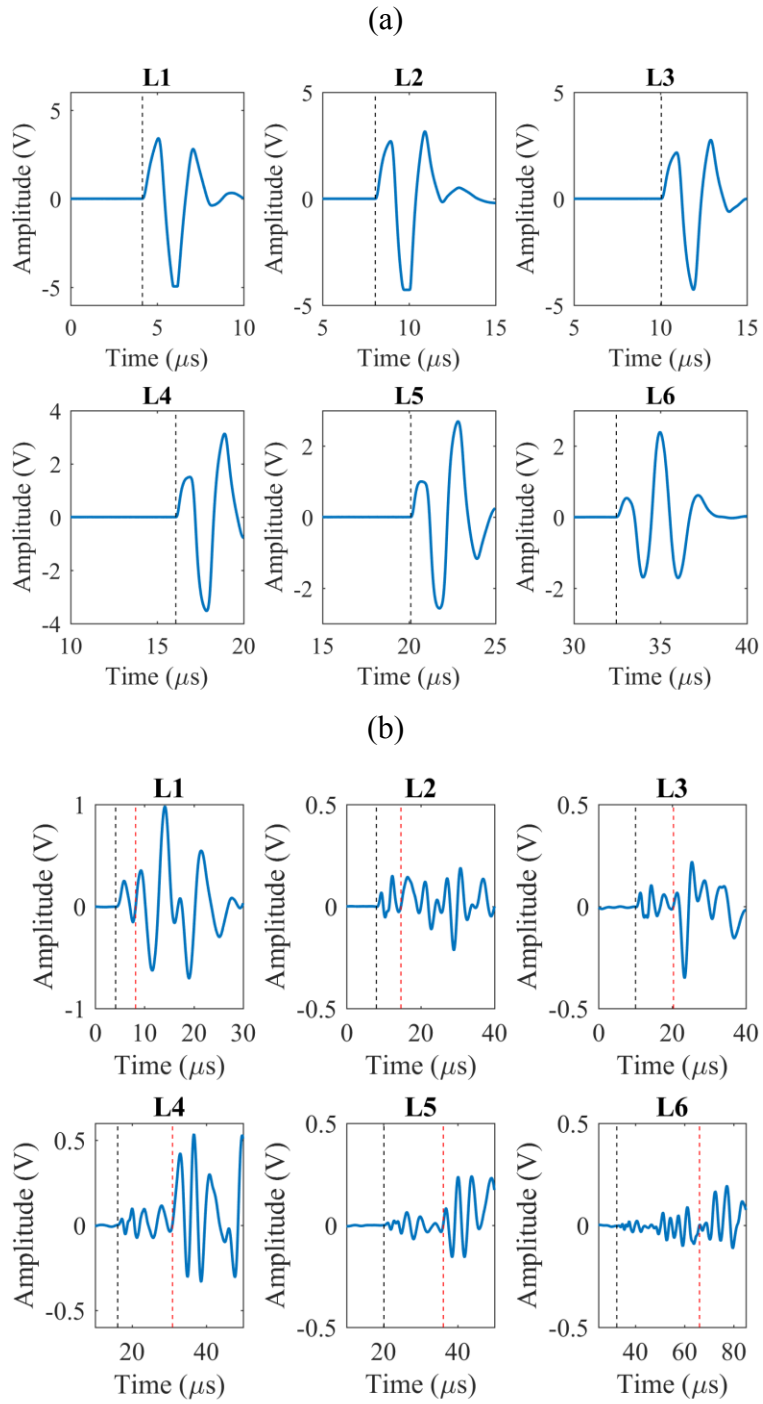 (a)
L1 L2 L3
Amplitude (V) 5 0 -5 0 5 10 Time (μs)
Amplitude (V) 5 0 -5 5 10 15 Time (μs)
Amplitude (V) 5 0 -5 5 10 15 Time (μs)
L4 L5 L6
Amplitude (V) 4 2 0 -2 -4 10 15 20 Time (μs)
Amplitude (V) 2 0 -2 15 20 25 Time (μs)
Amplitude (V) 2 0 -2 30 35 40 Time (μs)
(b)
L1 L2 L3
Amplitude (V) 1 0 -1 0 10 20 30 Time (μs)
Amplitude (V) 0.5 0 -0.5 0 10 20 30 40 Time (μs)
Amplitude (V) 0.5 0 -0.5 0 20 40 Time (μs)
L4 L5 L6
Amplitude (V) 0.5 0 -0.5 20 40 Time (μs)
Amplitude (V) 0.5 0 -0.5 20 40 Time (μs)
Amplitude (V) 0.5 0 -0.5 40 60 80 Time (μs)